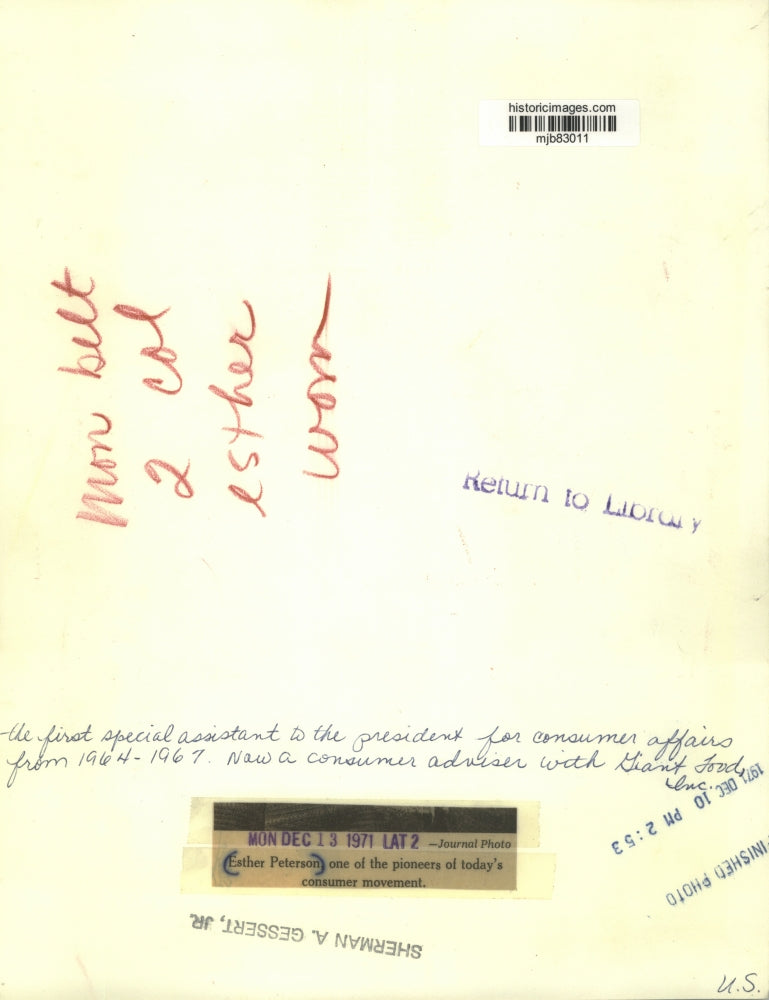 historicimages.com
mjb83011
Mon belt
2 col
esther
wom
Return to Library
the first special assistant to the president for consumer affairs
from 1964-1967. Now a consumer adviser with Giant Food,
Inc.
1971 DEC 10 PM 2:53
INISHED PHOTO
MON DEC 13 1971 LAT 2 —Journal Photo
(Esther Peterson) one of the pioneers of today's
consumer movement.
SHERMAN A. GESSERT, JR.
U.S.